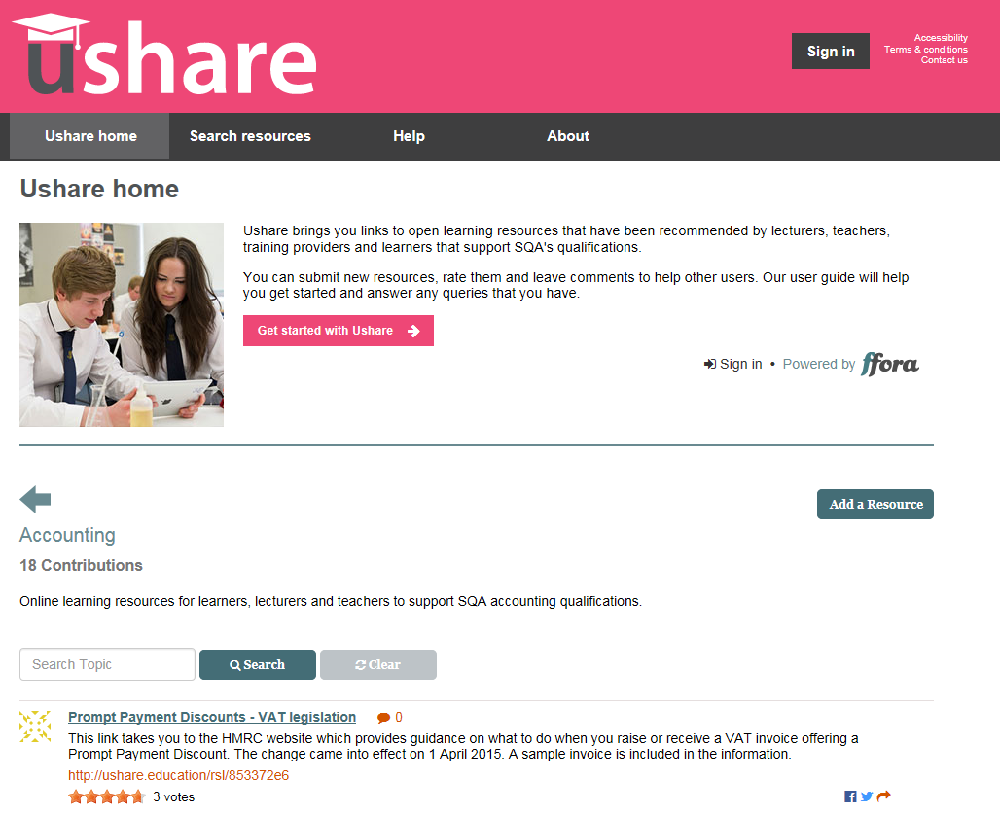 ushare
Sign in
Accessibility
Terms & conditions
Contact us
Ushare home
Search resources
Help
About
Ushare home
Ushare brings you links to open learning resources that have been recommended by lecturers, teachers,
training providers and learners that support SQA's qualifications.
You can submit new resources, rate them and leave comments to help other users. Our user guide will help
you get started and answer any queries that you have.
Get started with Ushare
Sign in • Powered by ffora
Add a Resource
Accounting
18 Contributions
Online learning resources for learners, lecturers and teachers to support SQA accounting qualifications.
Search Topic
Search
Clear
Prompt Payment Discounts - VAT legislation 0
This link takes you to the HMRC website which provides guidance on what to do when you raise or receive a VAT invoice offering a
Prompt Payment Discount. The change came into effect on 1 April 2015. A sample invoice is included in the information.
http://ushare.education/rsl/853372e6
3 votes